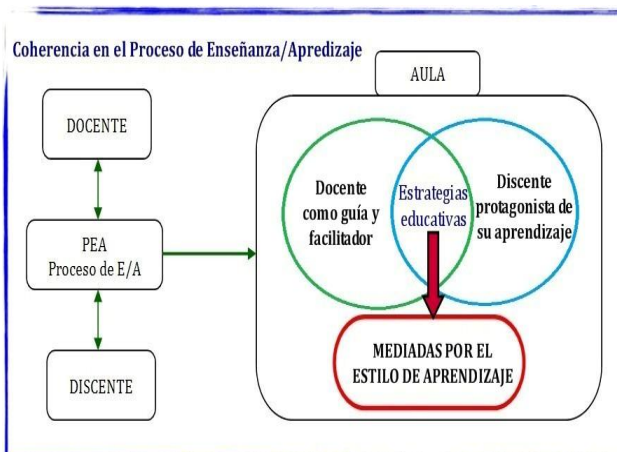 Coherencia en el Proceso de Enseñanza/Apredizaje
AULA
DOCENTE
PEA
Proceso de E/A
DISCENTE
Docente
como guía y
facilitador
Estrategias
educativas
Discente
protagonista de
su aprendizaje
MEDIADAS POR EL
ESTILO DE APRENDIZAJE